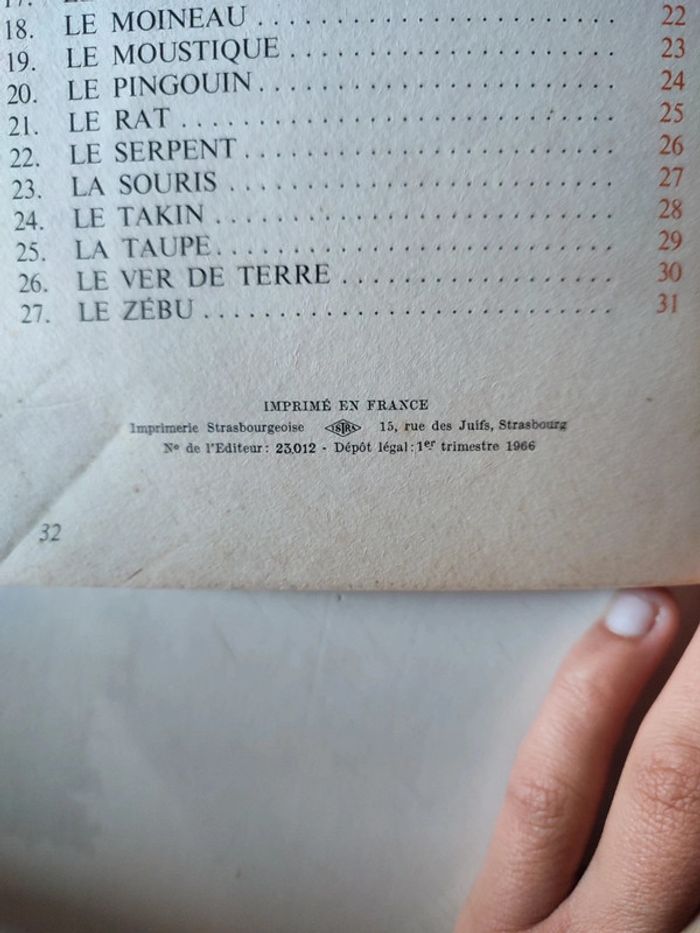 17.
18. LE MOINEAU . . . . . . . . . . . . . . . . . . . . . . . . 22
19. LE MOUSTIQUE . . . . . . . . . . . . . . . . . . . . . . 23
20. LE PINGOUIN . . . . . . . . . . . . . . . . . . . . . . . . 24
21. LE RAT . . . . . . . . . . . . . . . . . . . . . . . . . . . . . 25
22. LE SERPENT . . . . . . . . . . . . . . . . . . . . . . . . . 26
23. LA SOURIS . . . . . . . . . . . . . . . . . . . . . . . . . . 27
24. LE TAKIN . . . . . . . . . . . . . . . . . . . . . . . . . . . 28
25. LA TAUPE . . . . . . . . . . . . . . . . . . . . . . . . . . . 29
26. LE VER DE TERRE . . . . . . . . . . . . . . . . . . . 30
27. LE ZÉBU . . . . . . . . . . . . . . . . . . . . . . . . . . . . 31
IMPRIMÉ EN FRANCE
Imprimerie Strasbourgeoise ISTRA 15, rue des Juifs, Strasbourg
Nº de l'Editeur: 23.012 - Dépôt légal: 1er trimestre 1966
32